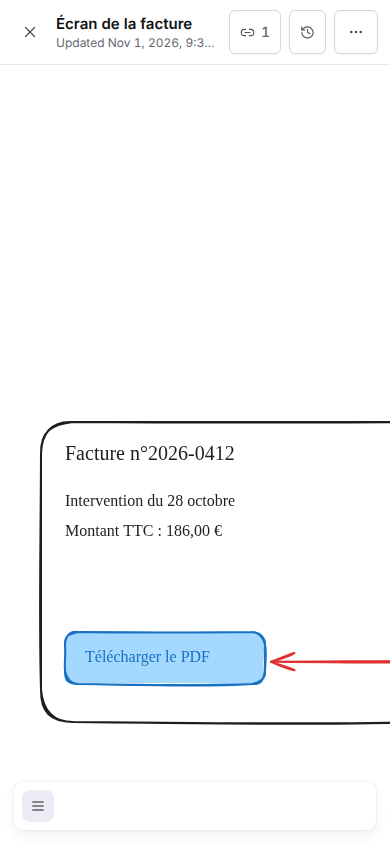 Écran de la facture
Updated Nov 1, 2026, 9:3...
1
Facture n°2026-0412
Intervention du 28 octobre
Montant TTC : 186,00 €
Télécharger le PDF